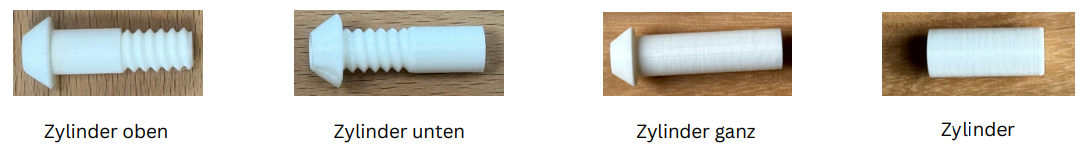 Zylinder oben
Zylinder unten
Zylinder ganz
Zylinder